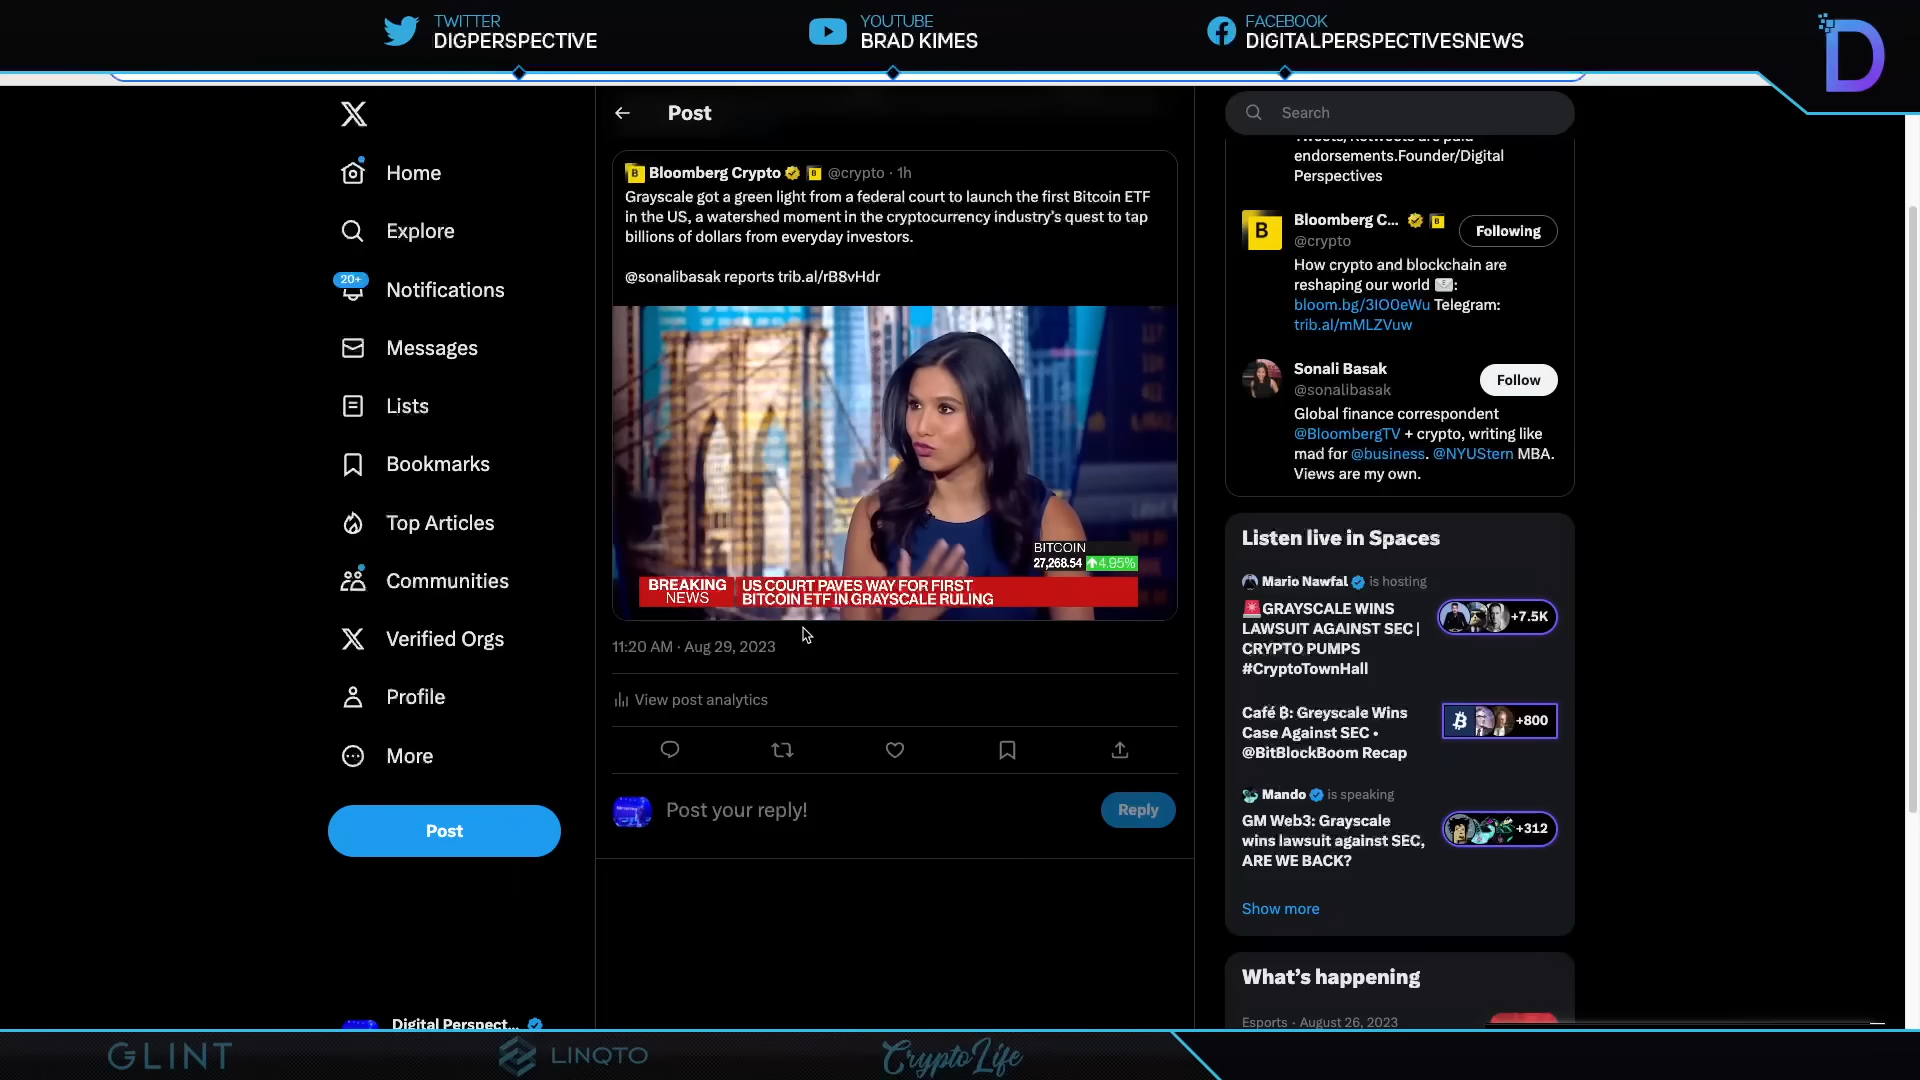 TWITTER
DIGPERSPECTIVE
YOUTUBE
BRAD KIMES
FACEBOOK
DIGITALPERSPECTIVESNEWS
D
Home
Explore
20+
Notifications
Messages
Lists
Bookmarks
Top Articles
Communities
Verified Orgs
Profile
More
Post
Digital Perspect...
Post
B Bloomberg Crypto B @crypto · 1h
Grayscale got a green light from a federal court to launch the first Bitcoin ETF
in the US, a watershed moment in the cryptocurrency industry's quest to tap
billions of dollars from everyday investors.
@sonalibasak reports trib.al/rB8vHdr
BITCOIN
27,268.54 4.95%
BREAKING
NEWS
US COURT PAVES WAY FOR FIRST
BITCOIN ETF IN GRAYSCALE RULING
11:20 AM · Aug 29, 2023
View post analytics
Post your reply!
Reply
Search
Tweets, Retweets are paid
endorsements.Founder/Digital
Perspectives
B
Bloomberg C... B
@crypto
Following
How crypto and blockchain are
reshaping our world 📨:
bloom.bg/3IO0eWu Telegram:
trib.al/mMLZVuw
Sonali Basak
@sonalibasak
Follow
Global finance correspondent
@BloombergTV + crypto, writing like
mad for @business. @NYUStern MBA.
Views are my own.
Listen live in Spaces
Mario Nawfal is hosting
🚨GRAYSCALE WINS
LAWSUIT AGAINST SEC |
CRYPTO PUMPS
#CryptoTownHall
+7.5K
Café ₿: Greyscale Wins
Case Against SEC •
@BitBlockBoom Recap
+800
Mando is speaking
GM Web3: Grayscale
wins lawsuit against SEC,
ARE WE BACK?
+312
Show more
What's happening
Esports · August 26, 2023
GLINT
LINQTO
CryptoLife